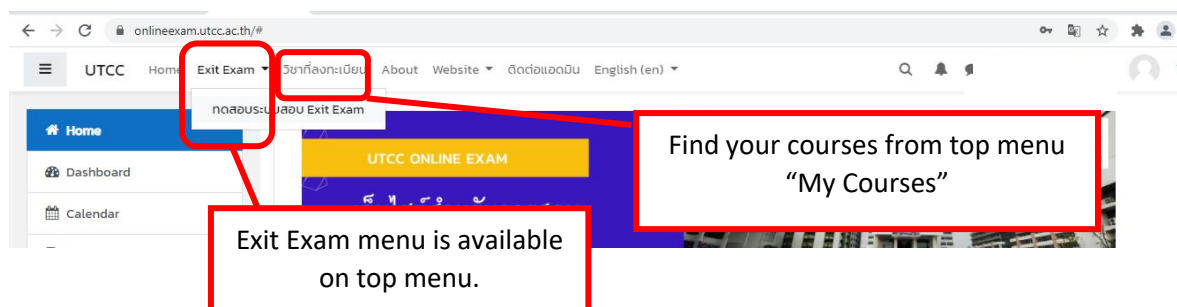 onlineexam.utcc.ac.th/#
UTCC Home Exit Exam วิชาที่ลงทะเบียน About Website ติดต่อแอดมิน English (en)
ทดสอบระบบสอบ Exit Exam
Home
UTCC ONLINE EXAM
Find your courses from top menu
“My Courses”
Dashboard
Calendar
Exit Exam menu is available
on top menu.